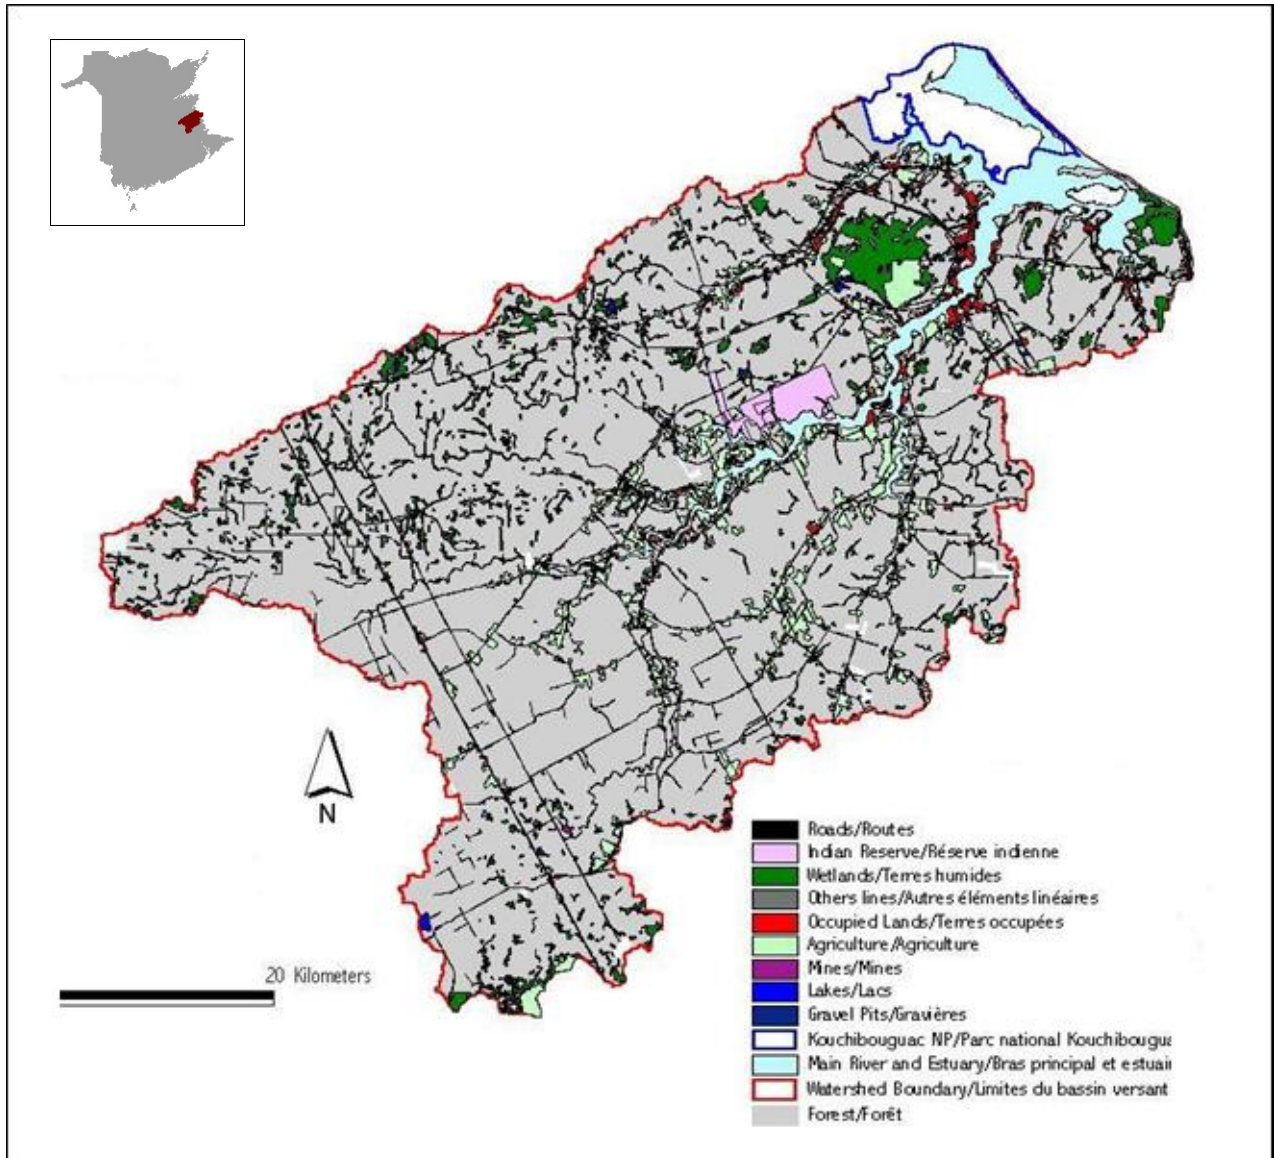 N
20 Kilometers
Roads/Routes
Indian Reserve/Réserve indienne
Wetlands/Terres humides
Others lines/Autres éléments linéaires
Occupied Lands/Terres occupées
Agriculture/Agriculture
Mines/Mines
Lakes/Lacs
Gravel Pits/Gravières
Kouchibouguac NP/Parc national Kouchibougua
Main River and Estuary/Bras principal et estuair
Watershed Boundary/Limites du bassin versant
Forest/Forêt